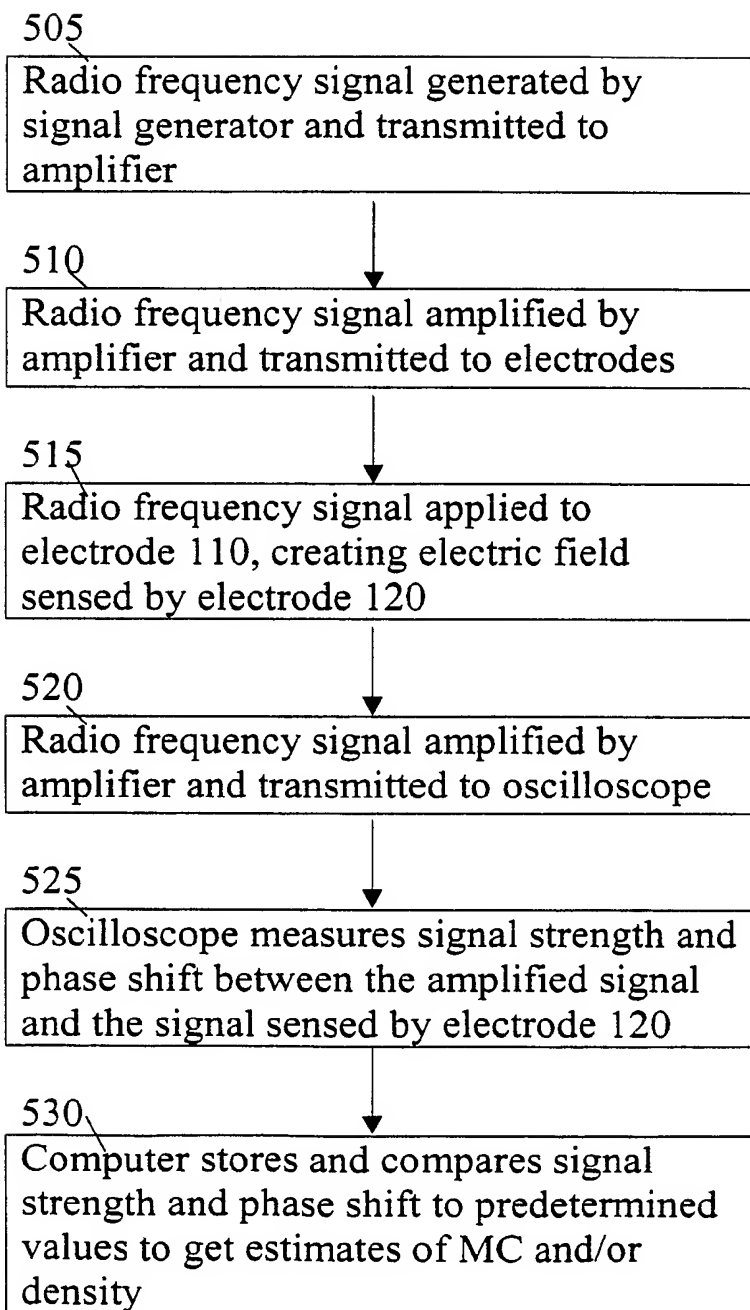 505
Radio frequency signal generated by
signal generator and transmitted to
amplifier
510
Radio frequency signal amplified by
amplifier and transmitted to electrodes
515
Radio frequency signal applied to
electrode 110, creating electric field
sensed by electrode 120
520
Radio frequency signal amplified by
amplifier and transmitted to oscilloscope
525
Oscilloscope measures signal strength and
phase shift between the amplified signal
and the signal sensed by electrode 120
530
Computer stores and compares signal
strength and phase shift to predetermined
values to get estimates of MC and/or
density